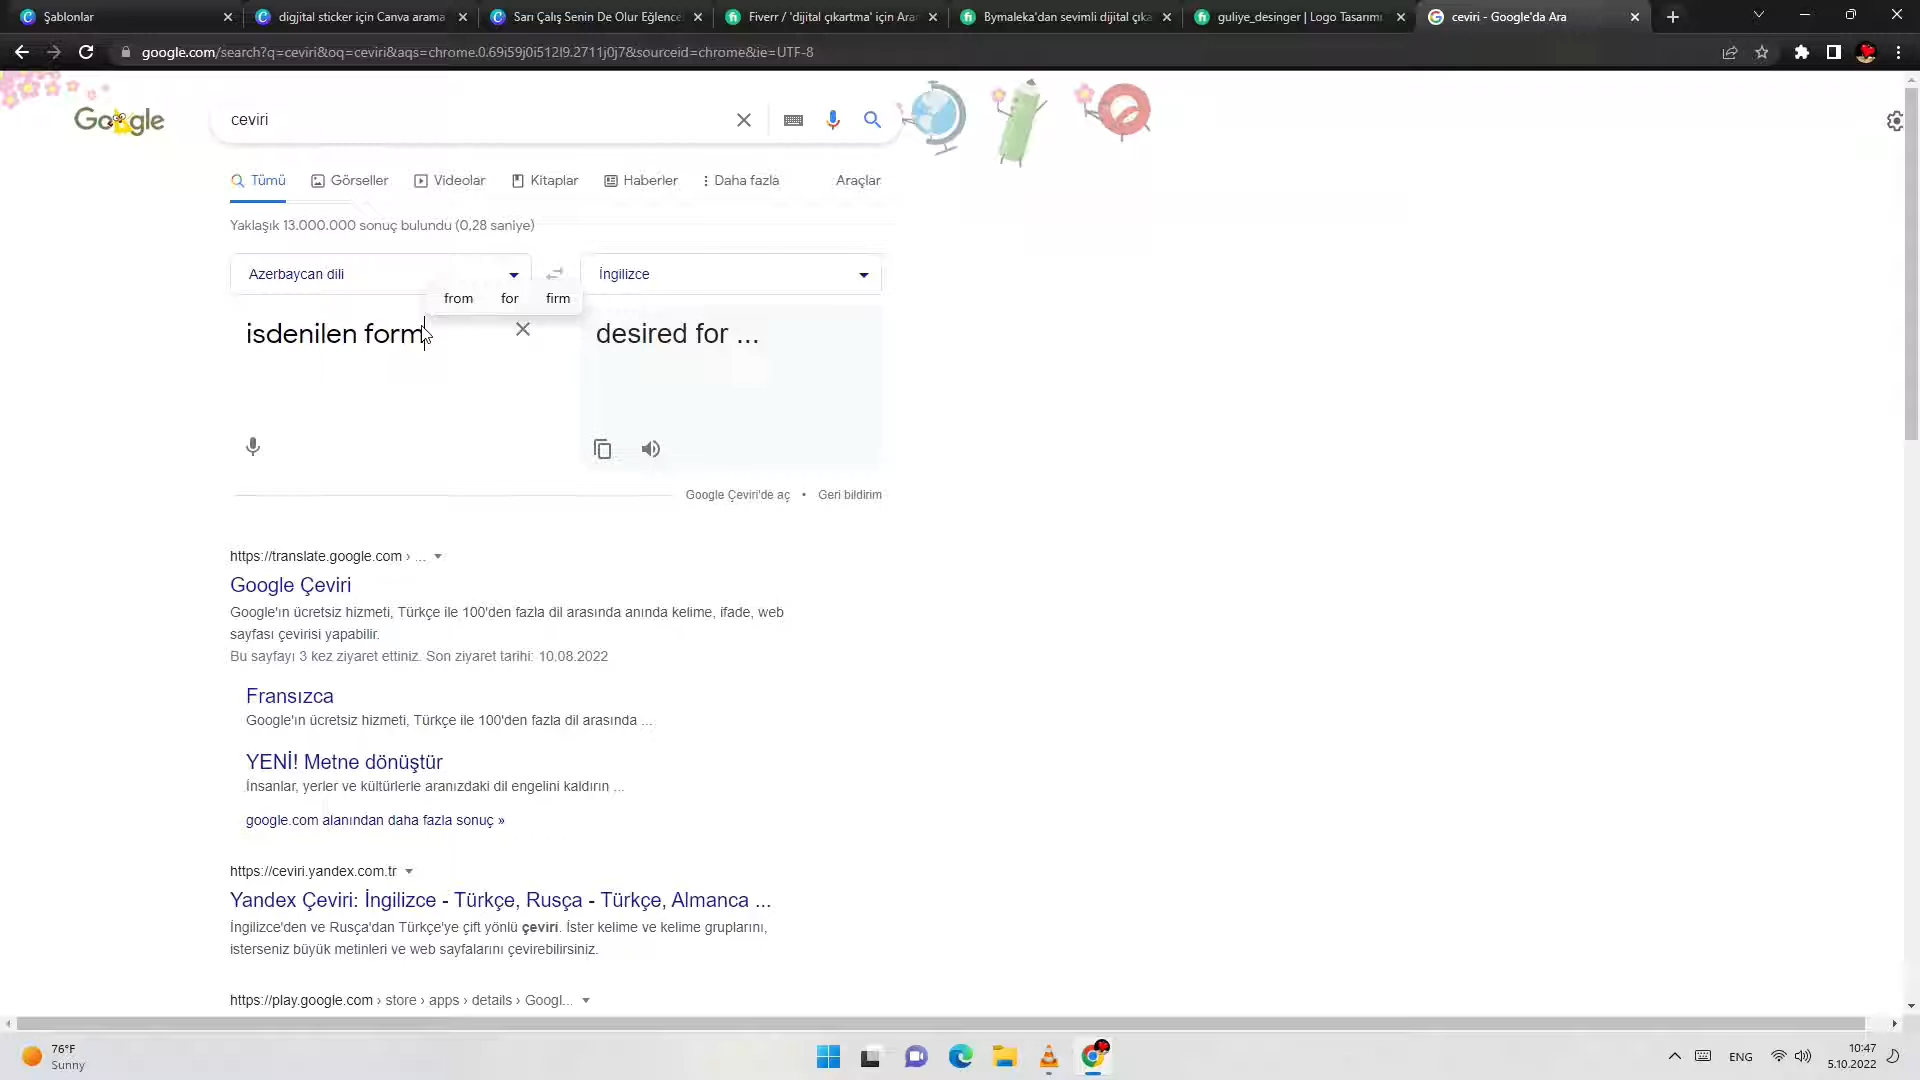 Şablonlar
digjital sticker için Canva arama
Sarı Çalış Senin De Olur Eğlence
Fiverr / 'dijital çıkartma' için Ara
Bymaleka'dan sevimli dijital çıka
guliye_desinger | Logo Tasarımı
ceviri - Google'da Ara
google.com/search?q=ceviri&oq=ceviri&aqs=chrome.0.69i59j0i512l9.2711j0j7&sourceid=chrome&ie=UTF-8
Google
ceviri
Tümü
Görseller
Videolar
Kitaplar
Haberler
Daha fazla
Araçlar
Yaklaşık 13.000.000 sonuç bulundu (0,28 saniye)
Azerbaycan dili
İngilizce
from for firm
isdenilen form
desired for ...
Google Çeviri'de aç • Geri bildirim
https://translate.google.com › ...
Google Çeviri
Google'ın ücretsiz hizmeti, Türkçe ile 100'den fazla dil arasında anında kelime, ifade, web
sayfası çevirisi yapabilir.
Bu sayfayı 3 kez ziyaret ettiniz. Son ziyaret tarihi: 10.08.2022
Fransızca
Google'ın ücretsiz hizmeti, Türkçe ile 100'den fazla dil arasında ...
YENİ! Metne dönüştür
İnsanlar, yerler ve kültürlerle aranızdaki dil engelini kaldırın ...
google.com alanından daha fazla sonuç »
https://ceviri.yandex.com.tr
Yandex Çeviri: İngilizce - Türkçe, Rusça - Türkçe, Almanca ...
İngilizce'den ve Rusça'dan Türkçe'ye çift yönlü çeviri. İster kelime ve kelime gruplarını,
isterseniz büyük metinleri ve web sayfalarını çevirebilirsiniz.
https://play.google.com › store › apps › details › Googl...
76°F
Sunny
ENG
10:47
5.10.2022